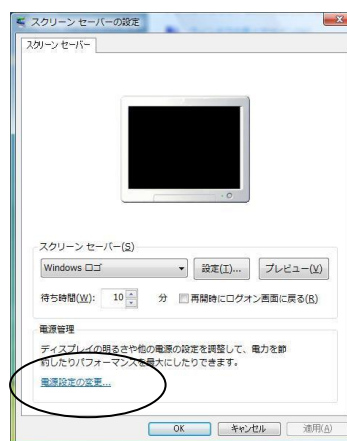 スクリーン セーバーの設定
スクリーン セーバー
スクリーン セーバー(S)
Windows ロゴ
設定(T)...
プレビュー(V)
待ち時間(W): 10 分
再開時にログオン画面に戻る(R)
電源管理
ディスプレイの明るさや他の電源の設定を調整して、電力を節
約したりパフォーマンスを最大にしたりできます。
電源設定の変更...
OK
キャンセル
適用(A)